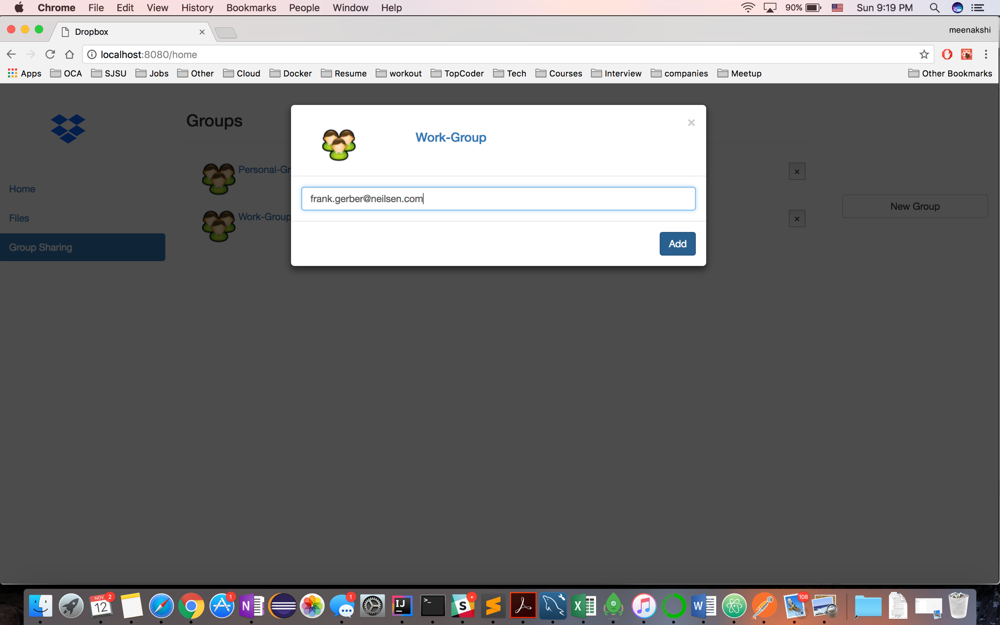 Chrome File Edit View History Bookmarks People Window Help 90% Sun 9:19 PM
Dropbox meenakshi
localhost:8080/home
Apps OCA SJSU Jobs Other Cloud Docker Resume workout TopCoder Tech Courses Interview companies Meetup Other Bookmarks
Groups
Work-Group
Personal-Gr
Home
frank.gerber@neilsen.com
New Group
Files
Work-Group
Group Sharing
Add
NOV 2
12
1
N
1
IJ
>_
S
X
W
108
PDF